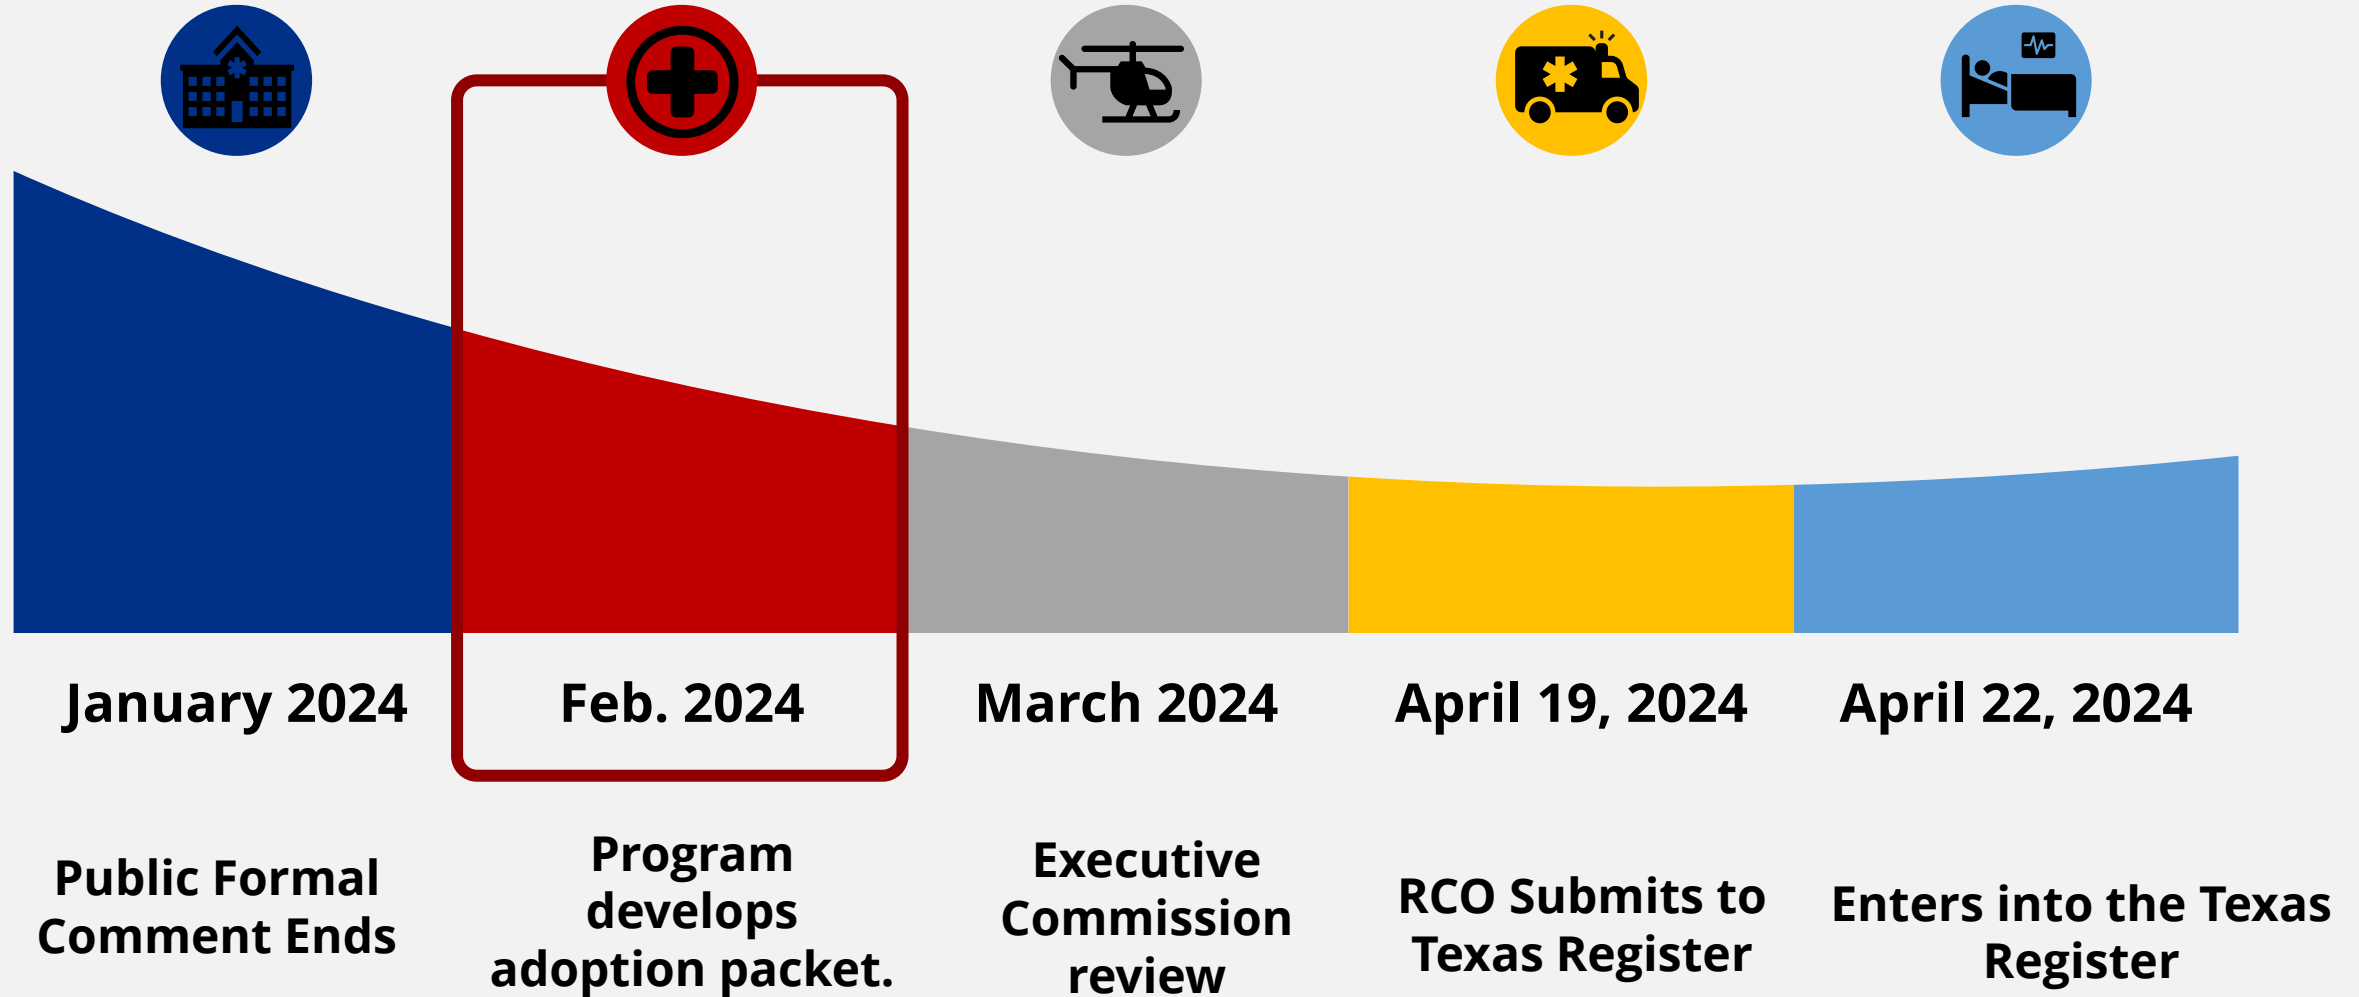 January 2024
Feb. 2024
March 2024
April 19, 2024
April 22, 2024
Public Formal
Comment Ends
Program
develops
adoption packet.
Executive
Commission
review
RCO Submits to
Texas Register
Enters into the Texas
Register